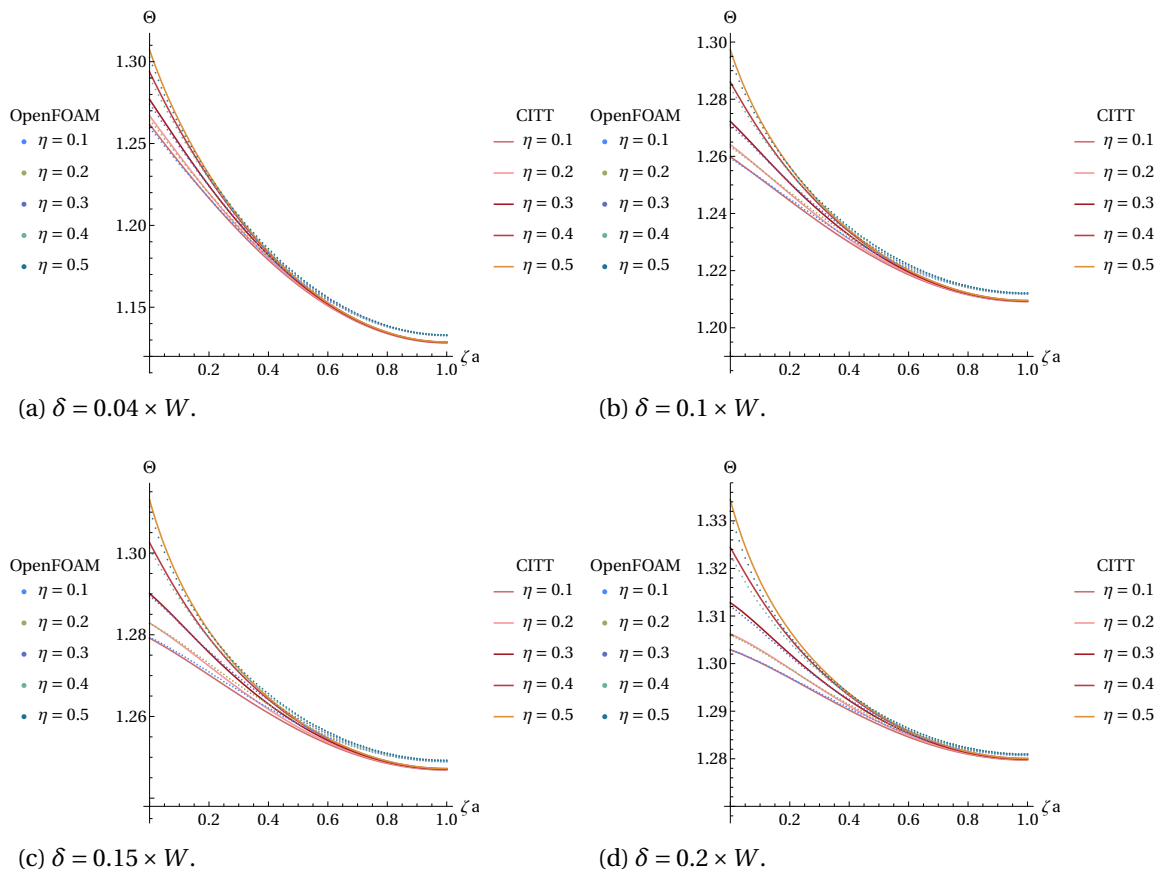 Θ
1.30
1.25
1.20
1.15
0.2 0.4 0.6 0.8 1.0
ζ a
OpenFOAM
η = 0.1
η = 0.2
η = 0.3
η = 0.4
η = 0.5
CITT
η = 0.1
η = 0.2
η = 0.3
η = 0.4
η = 0.5
(a) δ = 0.04 × W.
Θ
1.30
1.28
1.26
1.24
1.22
1.20
0.2 0.4 0.6 0.8 1.0
ζ a
OpenFOAM
η = 0.1
η = 0.2
η = 0.3
η = 0.4
η = 0.5
CITT
η = 0.1
η = 0.2
η = 0.3
η = 0.4
η = 0.5
(b) δ = 0.1 × W.
Θ
1.30
1.28
1.26
0.2 0.4 0.6 0.8 1.0
ζ a
OpenFOAM
η = 0.1
η = 0.2
η = 0.3
η = 0.4
η = 0.5
CITT
η = 0.1
η = 0.2
η = 0.3
η = 0.4
η = 0.5
(c) δ = 0.15 × W.
Θ
1.33
1.32
1.31
1.30
1.29
1.28
0.2 0.4 0.6 0.8 1.0
ζ a
OpenFOAM
η = 0.1
η = 0.2
η = 0.3
η = 0.4
η = 0.5
CITT
η = 0.1
η = 0.2
η = 0.3
η = 0.4
η = 0.5
(d) δ = 0.2 × W.